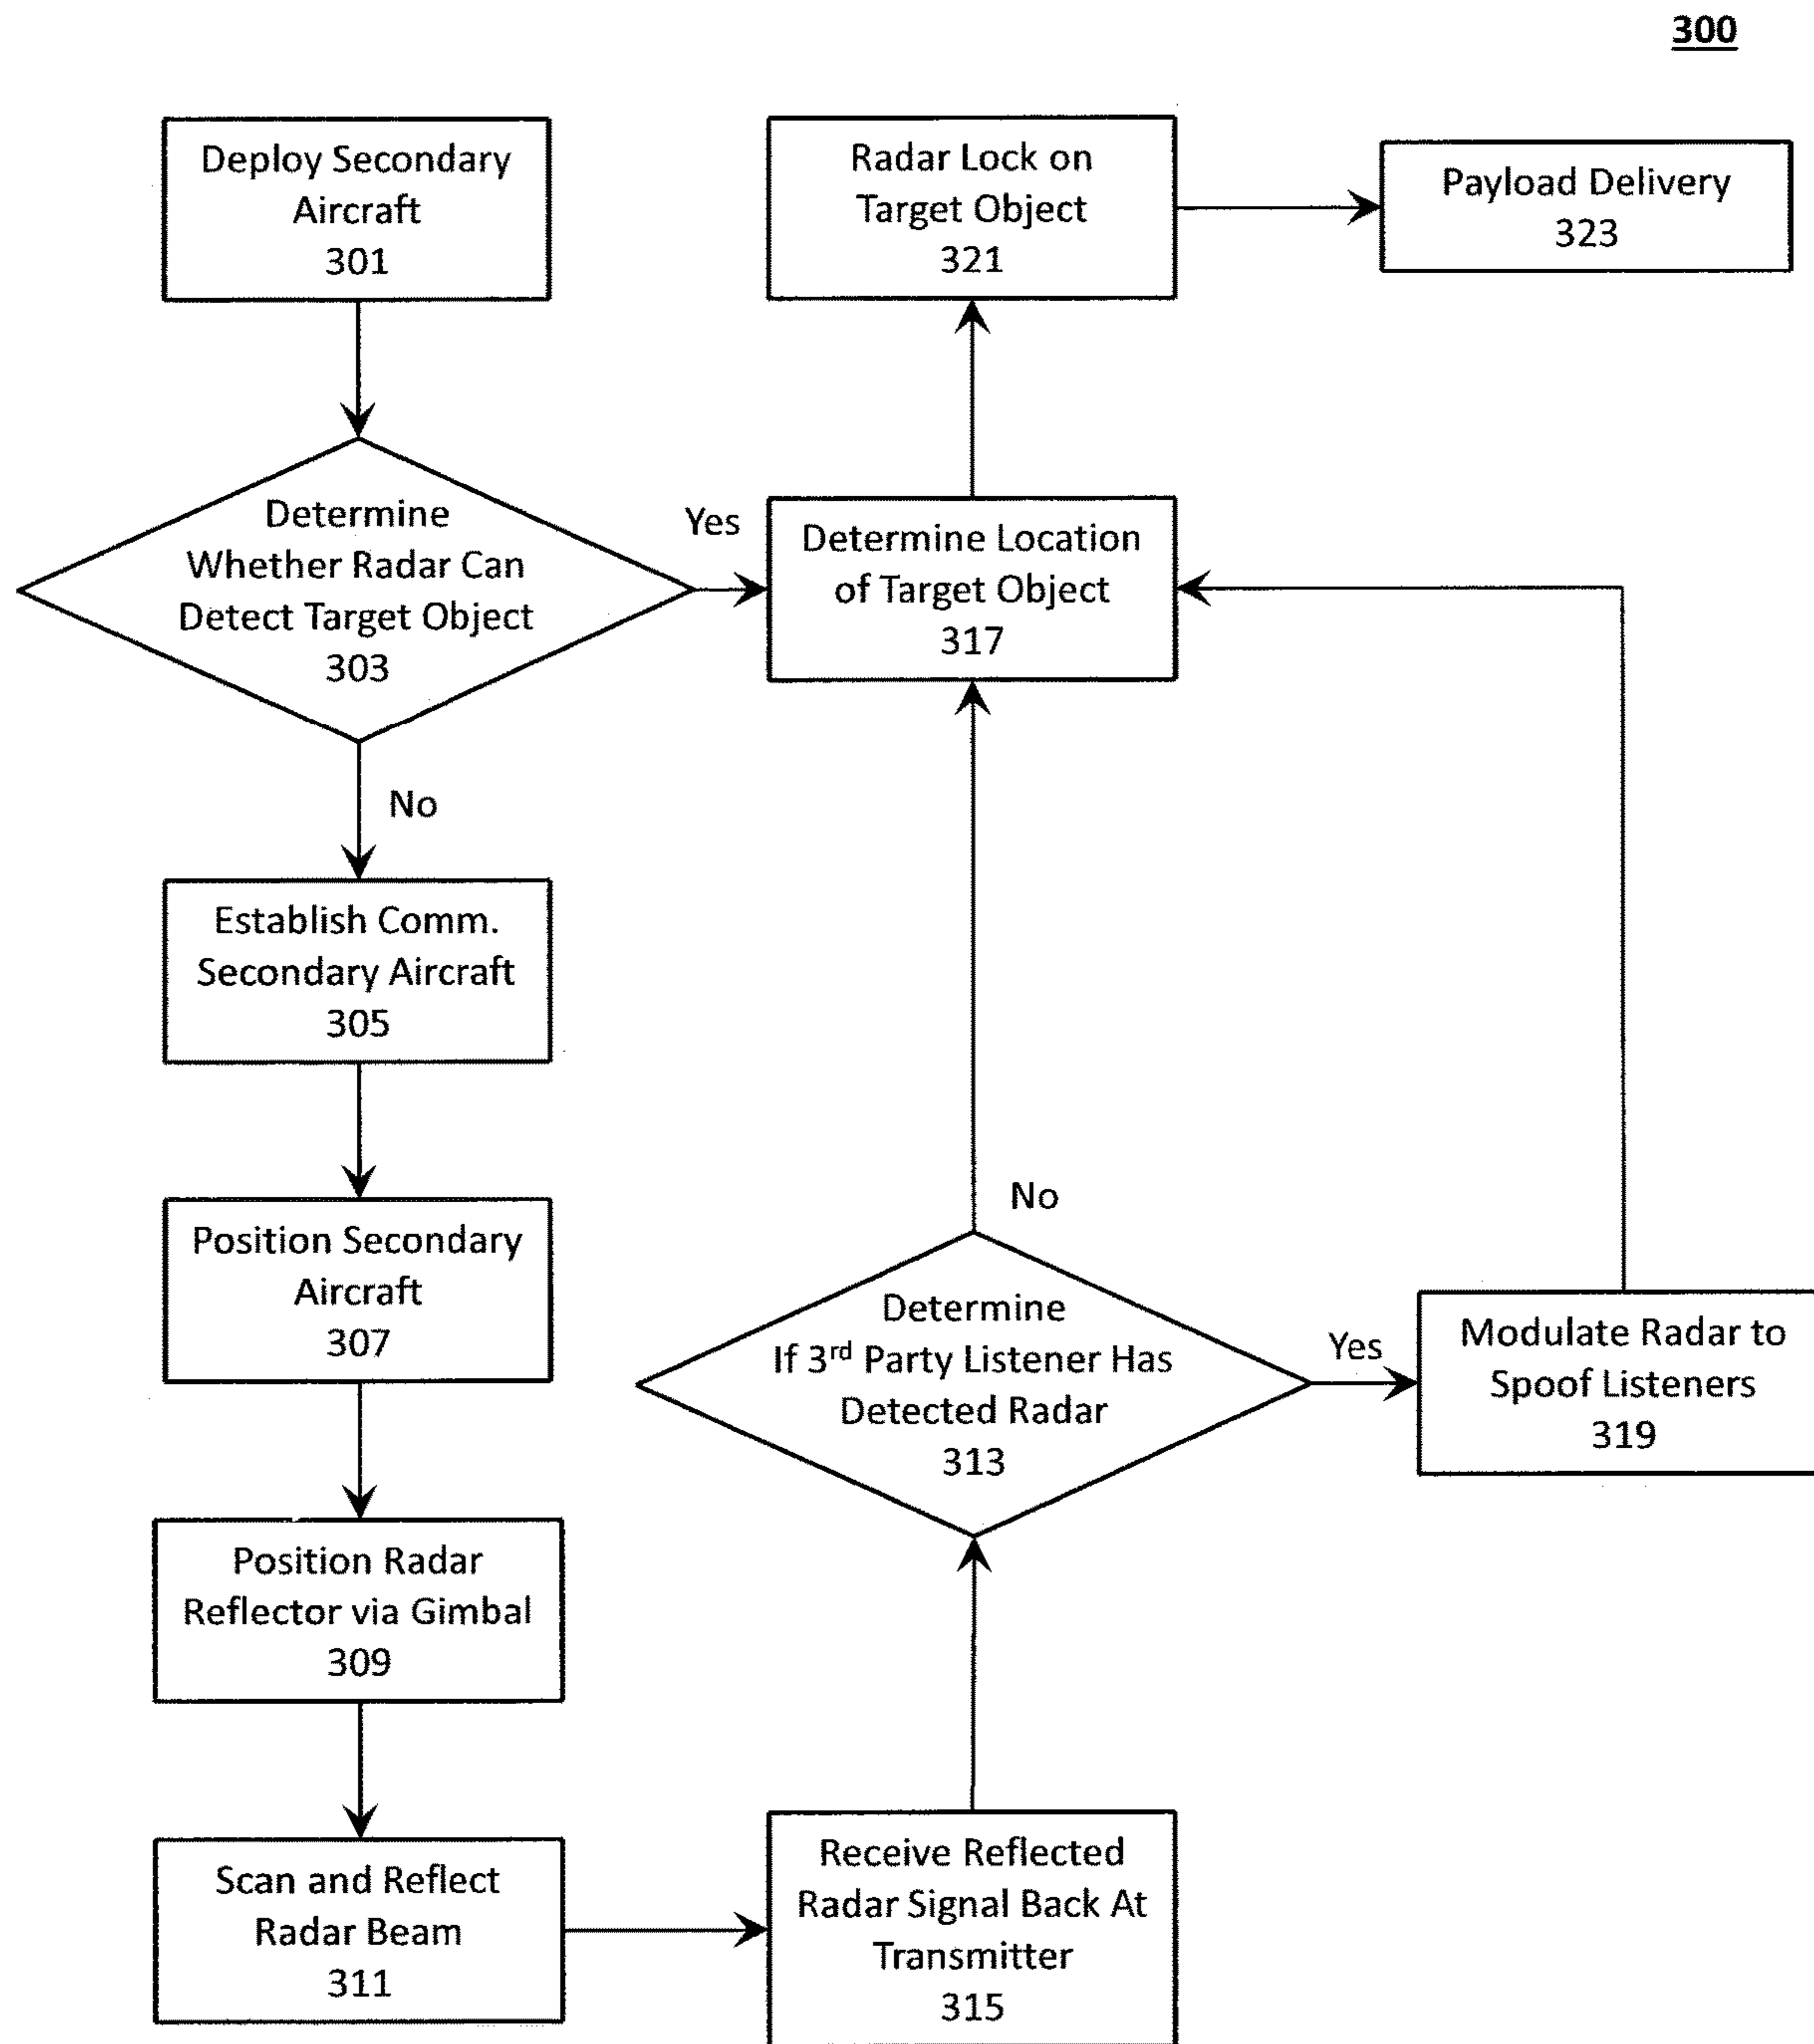 300
Deploy Secondary
Aircraft
301
Radar Lock on
Target Object
321
Payload Delivery
323
Determine
Whether Radar Can
Detect Target Object
303
Yes
Determine Location
of Target Object
317
No
Establish Comm.
Secondary Aircraft
305
Position Secondary
Aircraft
307
No
Determine
If 3rd Party Listener Has
Detected Radar
313
Yes
Modulate Radar to
Spoof Listeners
319
Position Radar
Reflector via Gimbal
309
Scan and Reflect
Radar Beam
311
Receive Reflected
Radar Signal Back At
Transmitter
315